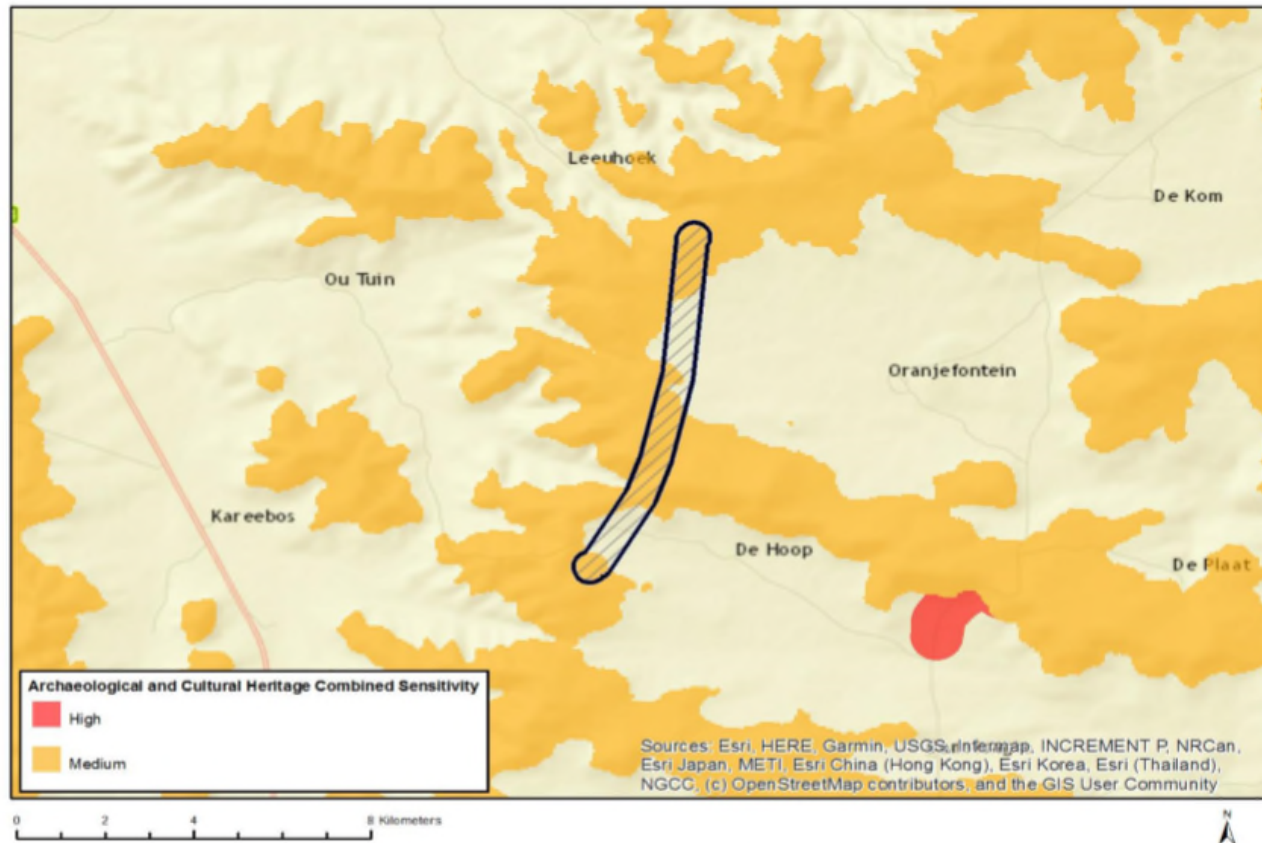 Leeuhoek
De Kom
Ou Tuin
Oranjefontein
Kareebos
De Hoop
De Plaat
Archaeological and Cultural Heritage Combined Sensitivity
High
Medium
Sources: Esri, HERE, Garmin, USGS, Intermap, INCREMENT P, NRCan,
Esri Japan, METI, Esri China (Hong Kong), Esri Korea, Esri (Thailand),
NGCC, (c) OpenStreetMap contributors, and the GIS User Community
0 2 4 8 Kilometers
N